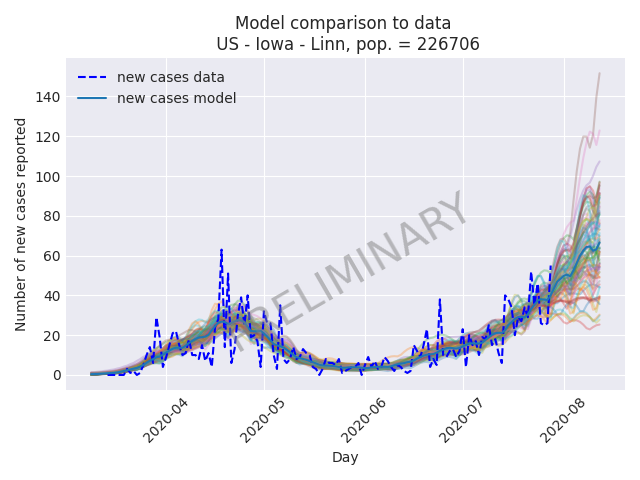 Model comparison to data
US - Iowa - Linn, pop. = 226706
new cases data
new cases model
PRELIMINARY
Number of new cases reported
140
120
100
80
60
40
20
0
2020-04
2020-05
2020-06
2020-07
2020-08
Day